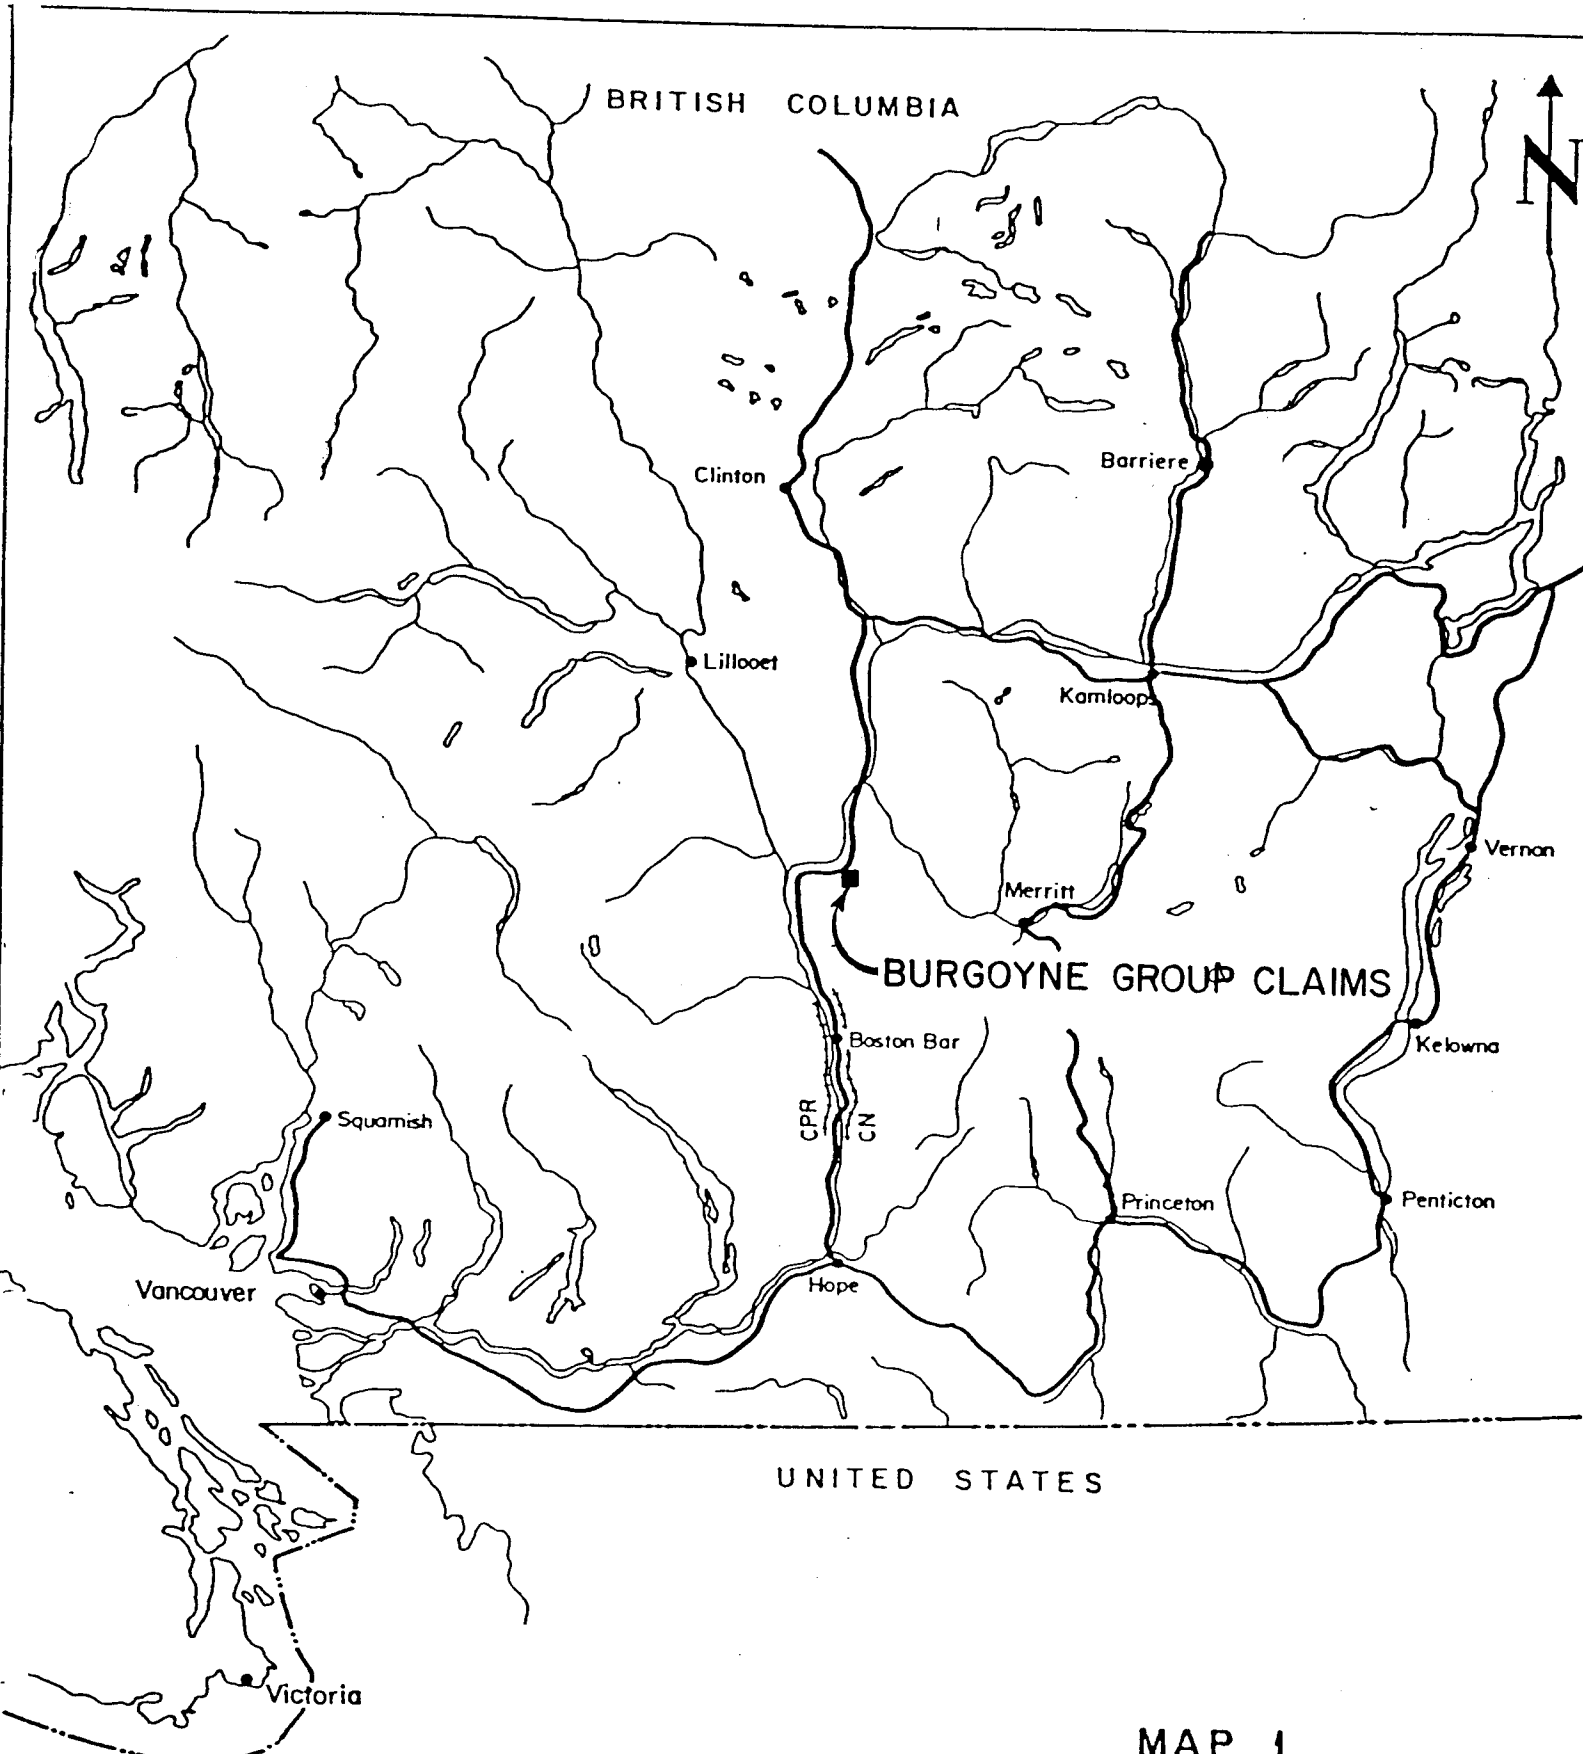 BRITISH COLUMBIA
N
Clinton
Barriere
Lillooet
Kamloops
Vernon
Merritt
BURGOYNE GROUP CLAIMS
Boston Bar
Kelowna
CPR
CN
Squamish
Princeton
Penticton
Vancouver
Hope
UNITED STATES
Victoria
MAP 1